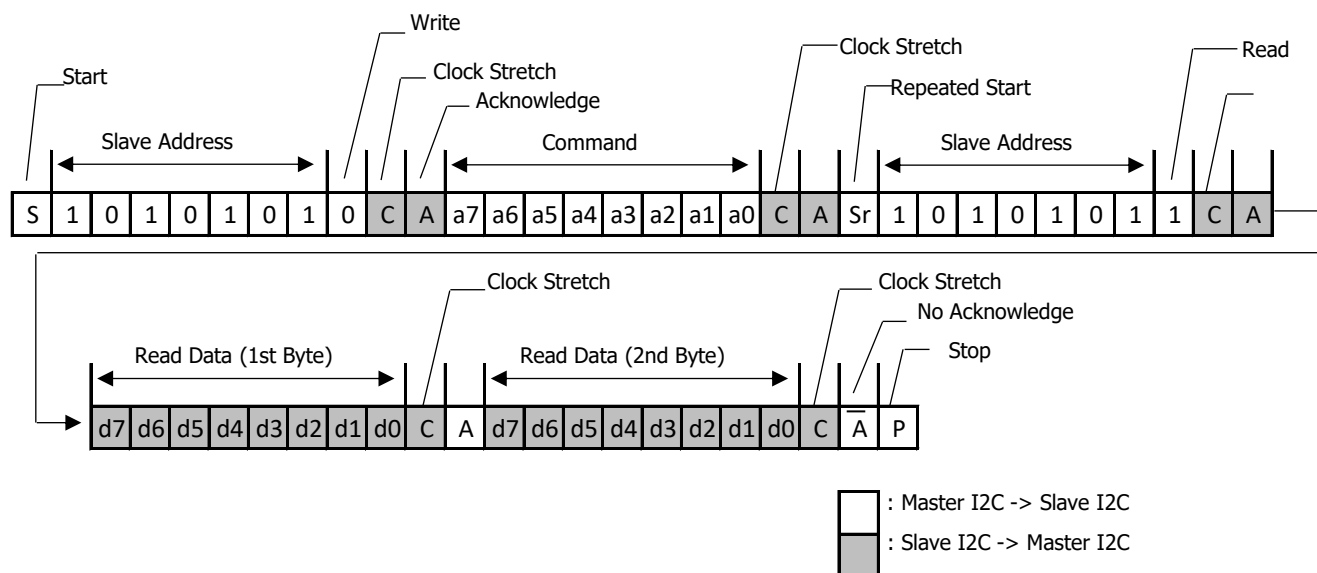 Write
Clock Stretch
Read
Start
Clock Stretch
Repeated Start
Acknowledge
Slave Address
Command
Slave Address
S 1 0 1 0 1 0 1 0 C A a7 a6 a5 a4 a3 a2 a1 a0 C A Sr 1 0 1 0 1 0 1 1 C A
Clock Stretch
Clock Stretch
No Acknowledge
Read Data (1st Byte)
Read Data (2nd Byte)
Stop
d7 d6 d5 d4 d3 d2 d1 d0 C A d7 d6 d5 d4 d3 d2 d1 d0 C A̅ P
: Master I2C -> Slave I2C
: Slave I2C -> Master I2C